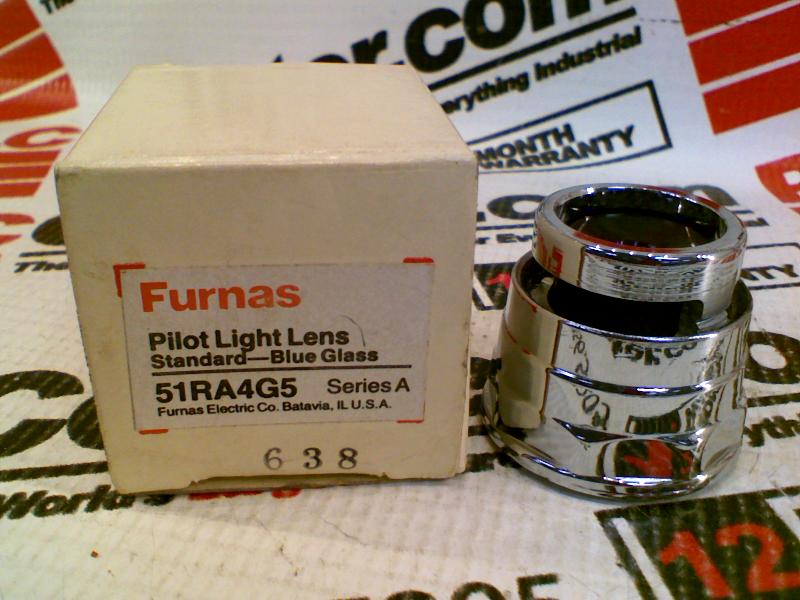 .com
Everything Industrial
MONTH
WARRANTY
Furnas
Pilot Light Lens
Standard—Blue Glass
51RA4G5 Series A
Furnas Electric Co. Batavia, IL U.S.A.
638
12